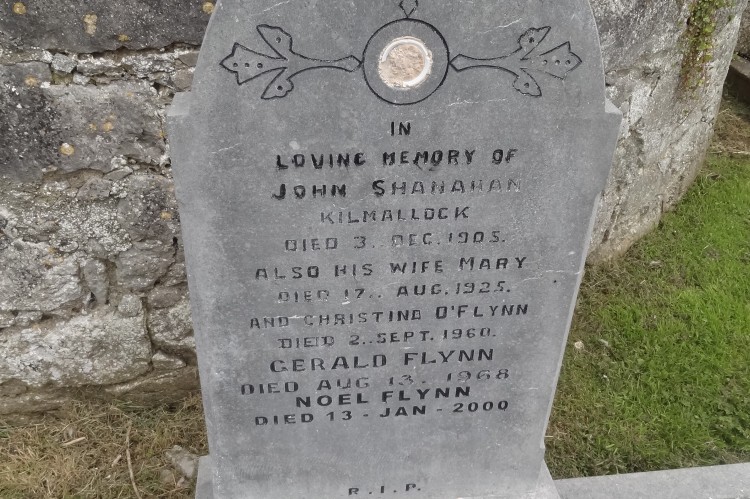 IN
LOVING MEMORY OF
JOHN SHANAHAN
KILMALLOCK
DIED 3.. DEC. 1905.
ALSO HIS WIFE MARY
DIED 17.. AUG. 1925.
AND CHRISTINA O'FLYNN
DIED 2.. SEPT. 1960.
GERALD FLYNN
DIED AUG 13. 1968
NOEL FLYNN
DIED 13 - JAN - 2000
R. I. P.